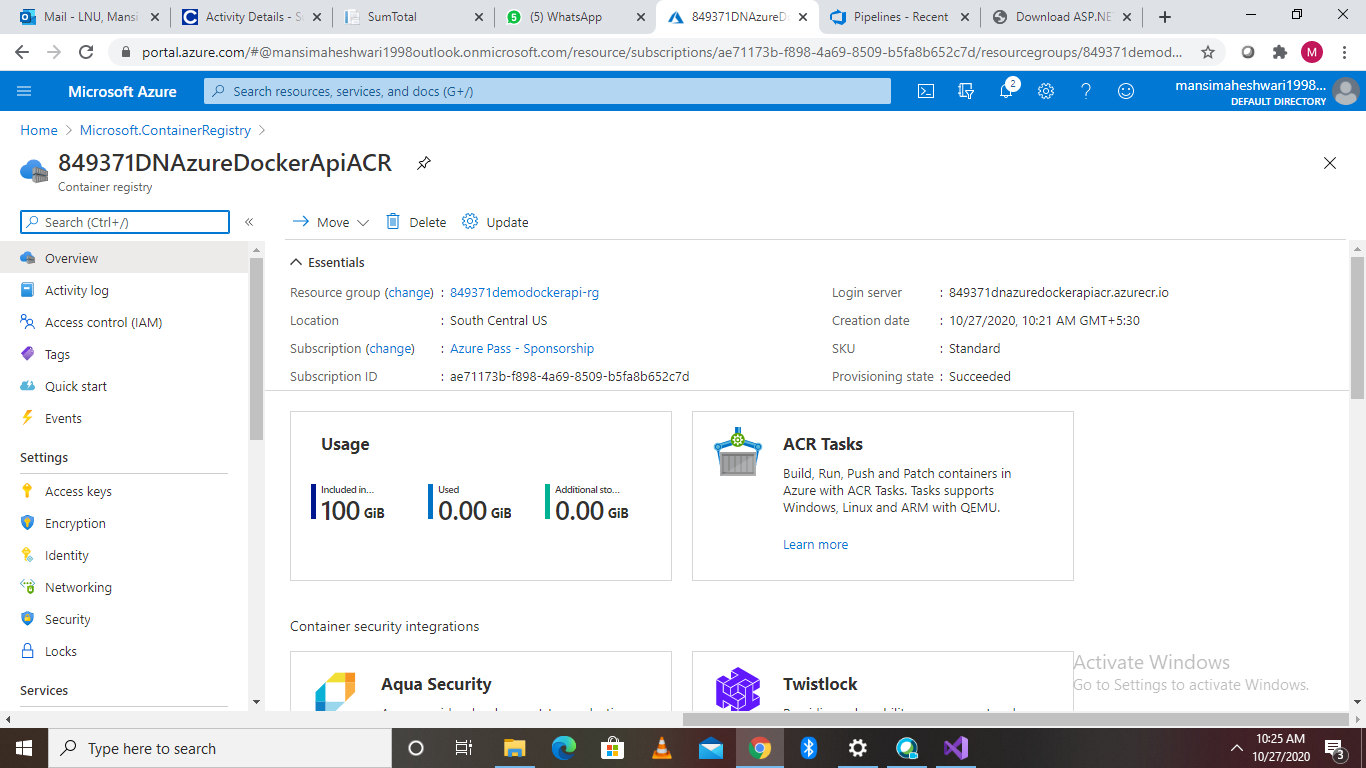 Mail - LNU, Mansi
Activity Details - S
SumTotal
(5) WhatsApp
849371DNAzureDo
Pipelines - Recent
Download ASP.NE
portal.azure.com/#@mansimaheshwari1998outlook.onmicrosoft.com/resource/subscriptions/ae71173b-f898-4a69-8509-b5fa8b652c7d/resourcegroups/849371demod...
M
Microsoft Azure
Search resources, services, and docs (G+/)
2
mansimaheshwari1998...
DEFAULT DIRECTORY
Home > Microsoft.ContainerRegistry >
849371DNAzureDockerApiACR
Container registry
Search (Ctrl+/)
«
Move
Delete
Update
Overview
Activity log
Access control (IAM)
Tags
Quick start
Events
Settings
Access keys
Encryption
Identity
Networking
Security
Locks
Services
Essentials
Resource group (change) : 849371demodockerapi-rg
Location : South Central US
Subscription (change) : Azure Pass - Sponsorship
Subscription ID : ae71173b-f898-4a69-8509-b5fa8b652c7d
Login server : 849371dnazuredockerapiacr.azurecr.io
Creation date : 10/27/2020, 10:21 AM GMT+5:30
SKU : Standard
Provisioning state : Succeeded
Usage
Included in...
100 GiB
Used
0.00 GiB
Additional sto...
0.00 GiB
ACR Tasks
Build, Run, Push and Patch containers in
Azure with ACR Tasks. Tasks supports
Windows, Linux and ARM with QEMU.
Learn more
Container security integrations
Aqua Security
Twistlock
Activate Windows
Go to Settings to activate Windows.
Type here to search
10:25 AM
10/27/2020
3